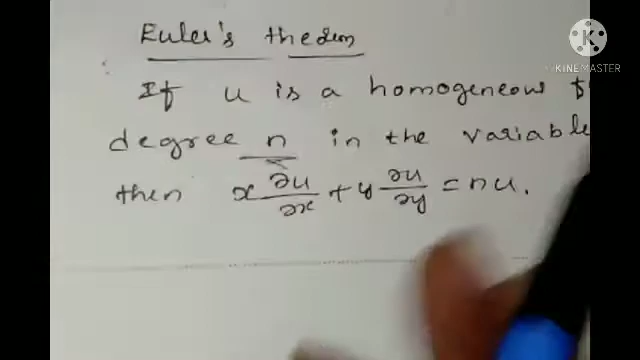 Euler's theorem
If u is a homogeneous
degree n in the variable
then x ∂u/∂x + y ∂u/∂y = nu.
KINEMASTER